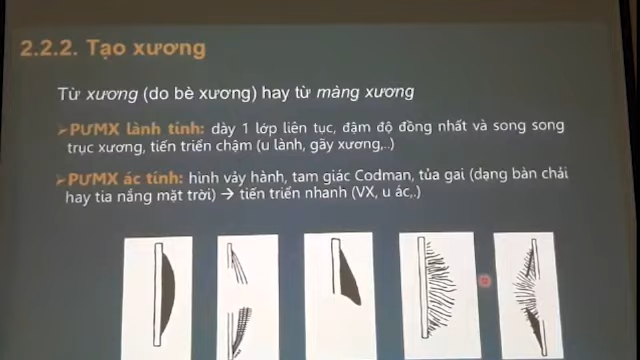 2.2.2. Tạo xương
Từ xương (do bè xương) hay từ màng xương
➢PƯMX lành tính: dày 1 lớp liên tục, đậm độ đồng nhất và song song
trục xương, tiến triển chậm (u lành, gãy xương,..)
➢PƯMX ác tính: hình vảy hành, tam giác Codman, tủa gai (dạng bàn chải
hay tia nắng mặt trời) → tiến triển nhanh (VX, u ác,.)